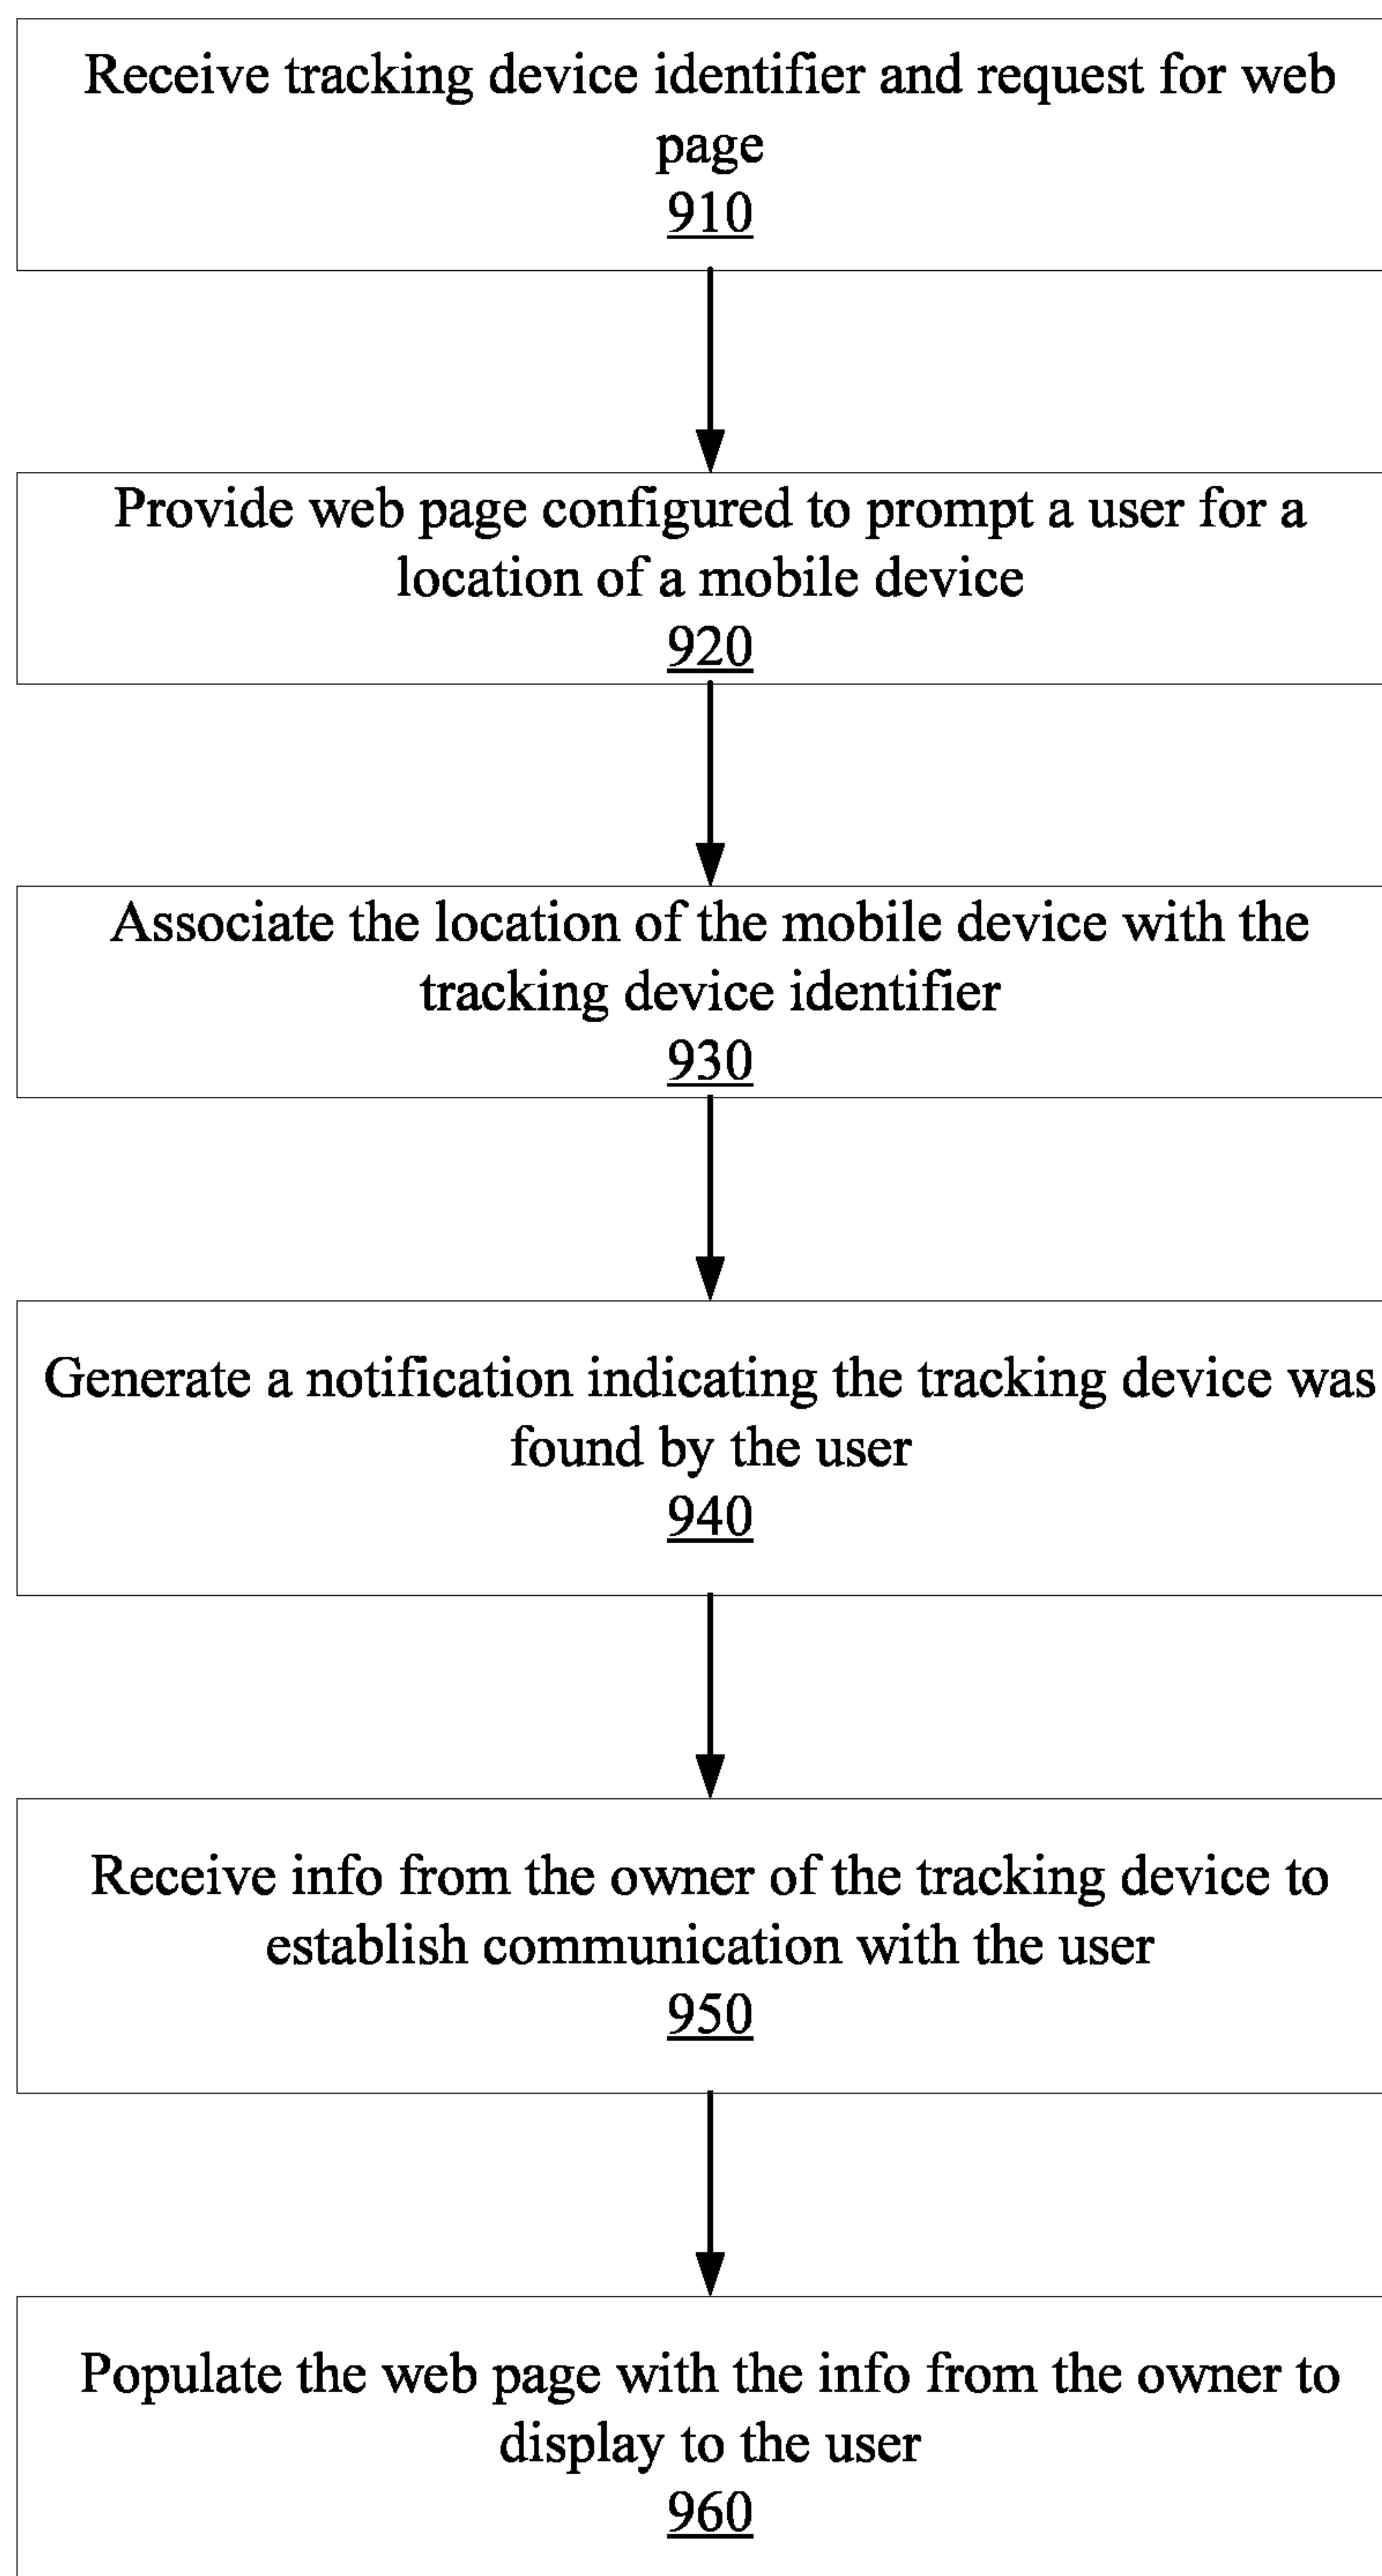 Receive tracking device identifier and request for web
page
910
Provide web page configured to prompt a user for a
location of a mobile device
920
Associate the location of the mobile device with the
tracking device identifier
930
Generate a notification indicating the tracking device was
found by the user
940
Receive info from the owner of the tracking device to
establish communication with the user
950
Populate the web page with the info from the owner to
display to the user
960